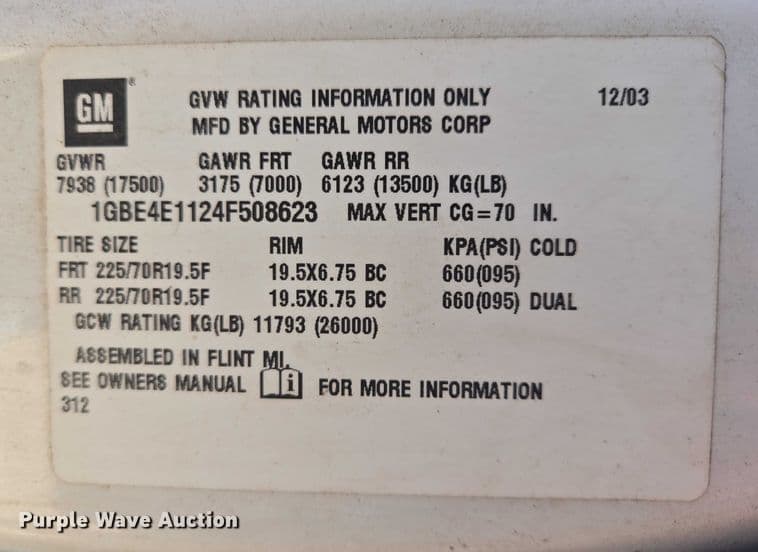 GM® GVW RATING INFORMATION ONLY 12/03
MFD BY GENERAL MOTORS CORP
GVWR GAWR FRT GAWR RR
7938 (17500) 3175 (7000) 6123 (13500) KG(LB)
1GBE4E1124F508623 MAX VERT CG=70 IN.
TIRE SIZE RIM KPA(PSI) COLD
FRT 225/70R19.5F 19.5X6.75 BC 660(095)
RR 225/70R19.5F 19.5X6.75 BC 660(095) DUAL
GCW RATING KG(LB) 11793 (26000)
ASSEMBLED IN FLINT MI.
SEE OWNERS MANUAL i FOR MORE INFORMATION
312
Purple Wave Auction